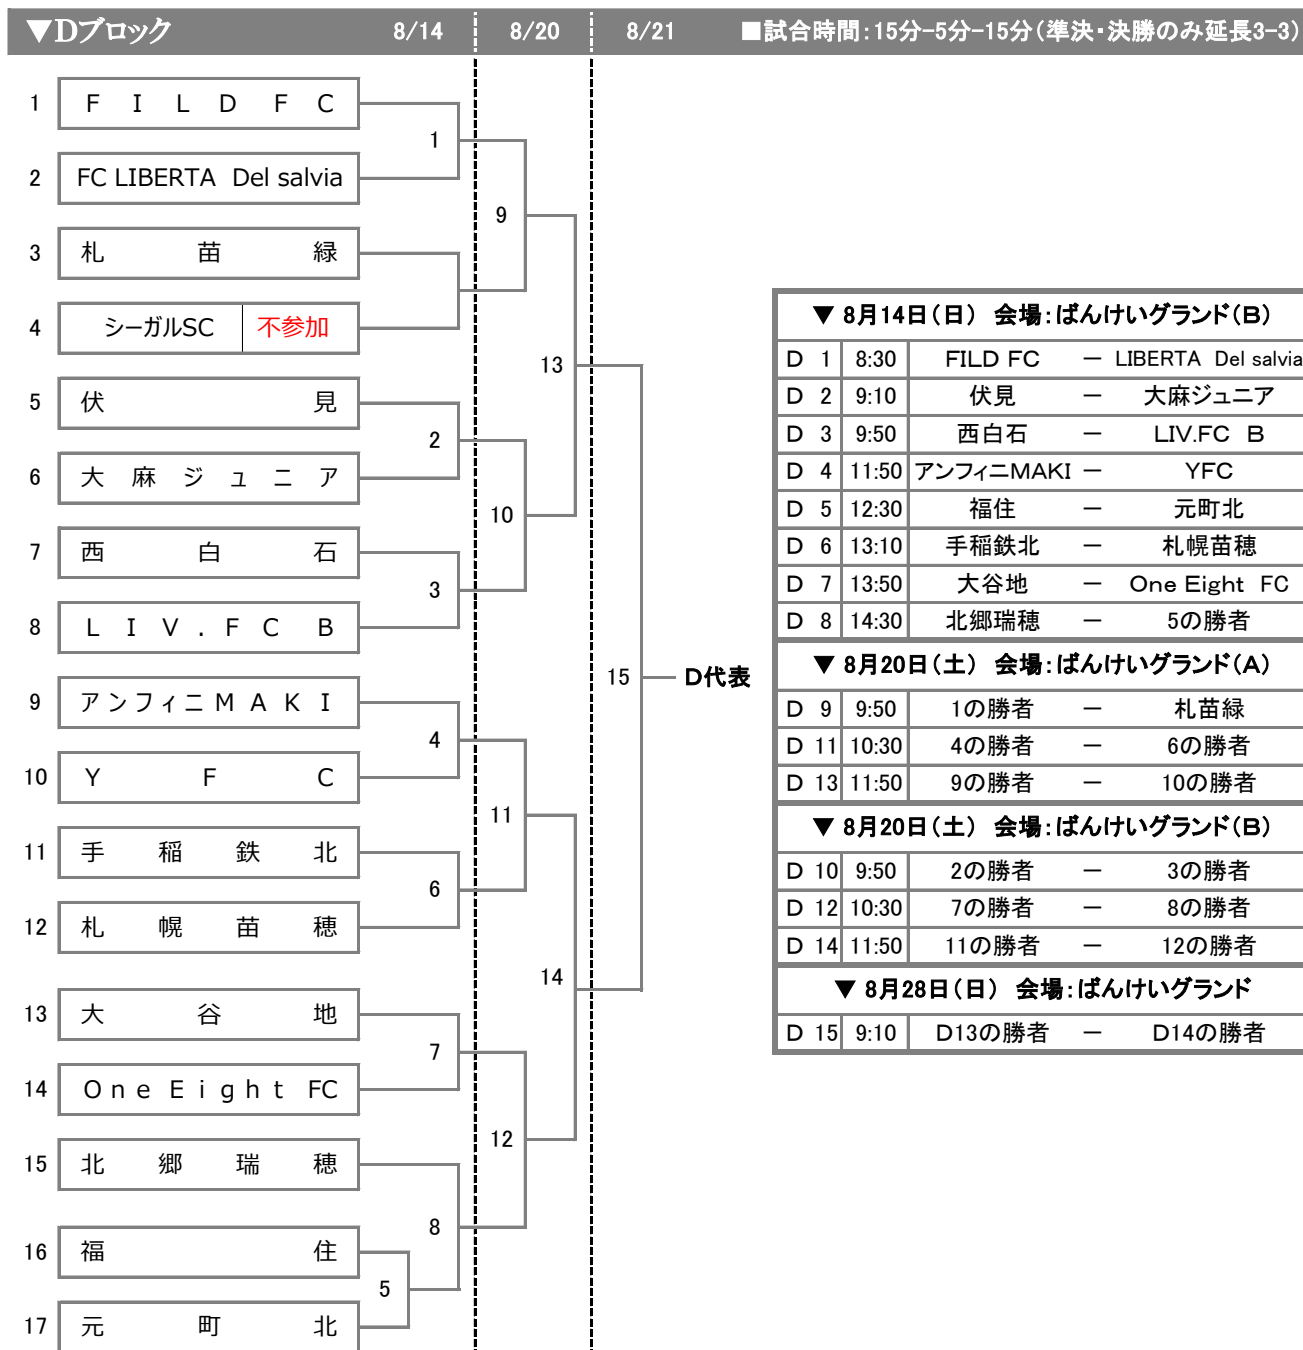 ▼Dブロック 8/14 8/20 8/21 ■試合時間：15分-5分-15分（準決・決勝のみ延長3-3）
1 FILD FC
1
2 FC LIBERTA Del salvia
9
3 札苗緑
4 シーガルSC 不参加
13
5 伏見
2
6 大麻ジュニア
10
7 西白石
3
8 LIV.FC B
15 D代表
9 アンフィニMAKI
4
10 YFC
11
11 手稲鉄北
6
12 札幌苗穂
14
13 大谷地
7
14 One Eight FC
12
15 北郷瑞穂
8
16 福住
5
17 元町北
▼ 8月14日（日） 会場：ばんけいグランド（B）
D 1 8:30 FILD FC － LIBERTA Del salvia
D 2 9:10 伏見 － 大麻ジュニア
D 3 9:50 西白石 － LIV.FC B
D 4 11:50 アンフィニMAKI － YFC
D 5 12:30 福住 － 元町北
D 6 13:10 手稲鉄北 － 札幌苗穂
D 7 13:50 大谷地 － One Eight FC
D 8 14:30 北郷瑞穂 － 5の勝者
▼ 8月20日（土） 会場：ばんけいグランド（A）
D 9 9:50 1の勝者 － 札苗緑
D 11 10:30 4の勝者 － 6の勝者
D 13 11:50 9の勝者 － 10の勝者
▼ 8月20日（土） 会場：ばんけいグランド（B）
D 10 9:50 2の勝者 － 3の勝者
D 12 10:30 7の勝者 － 8の勝者
D 14 11:50 11の勝者 － 12の勝者
▼ 8月28日（日） 会場：ばんけいグランド
D 15 9:10 D13の勝者 － D14の勝者